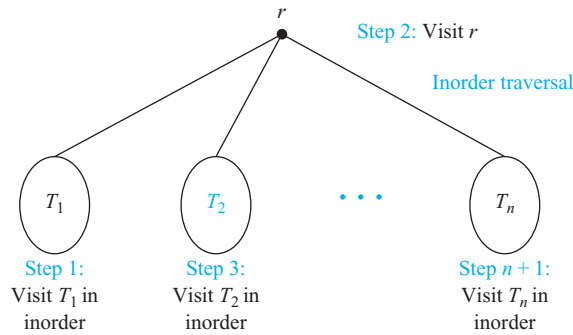 r
Step 2: Visit r
Inorder traversal
T1
T2
. . .
Tn
Step 1:
Visit T1 in
inorder
Step 3:
Visit T2 in
inorder
Step n + 1:
Visit Tn in
inorder